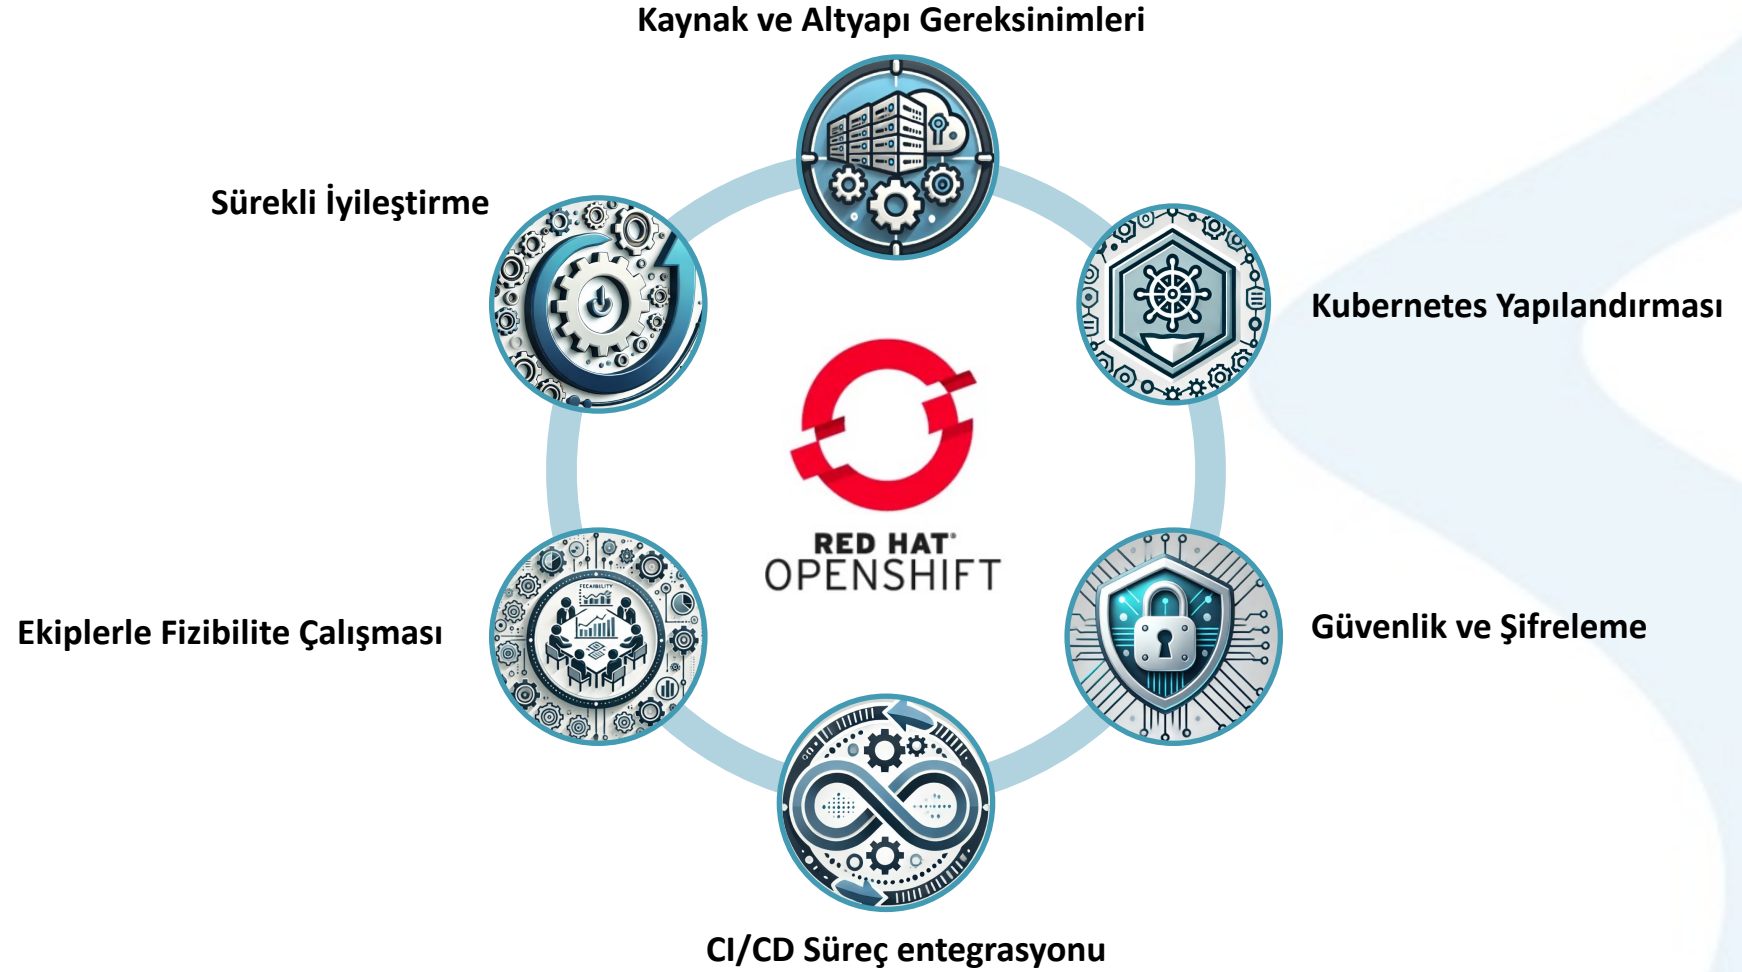 Kaynak ve Altyapı Gereksinimleri
Sürekli İyileştirme
Kubernetes Yapılandırması
RED HAT®
OPENSHIFT
FECABILITY
Ekiplerle Fizibilite Çalışması
Güvenlik ve Şifreleme
CI/CD Süreç entegrasyonu